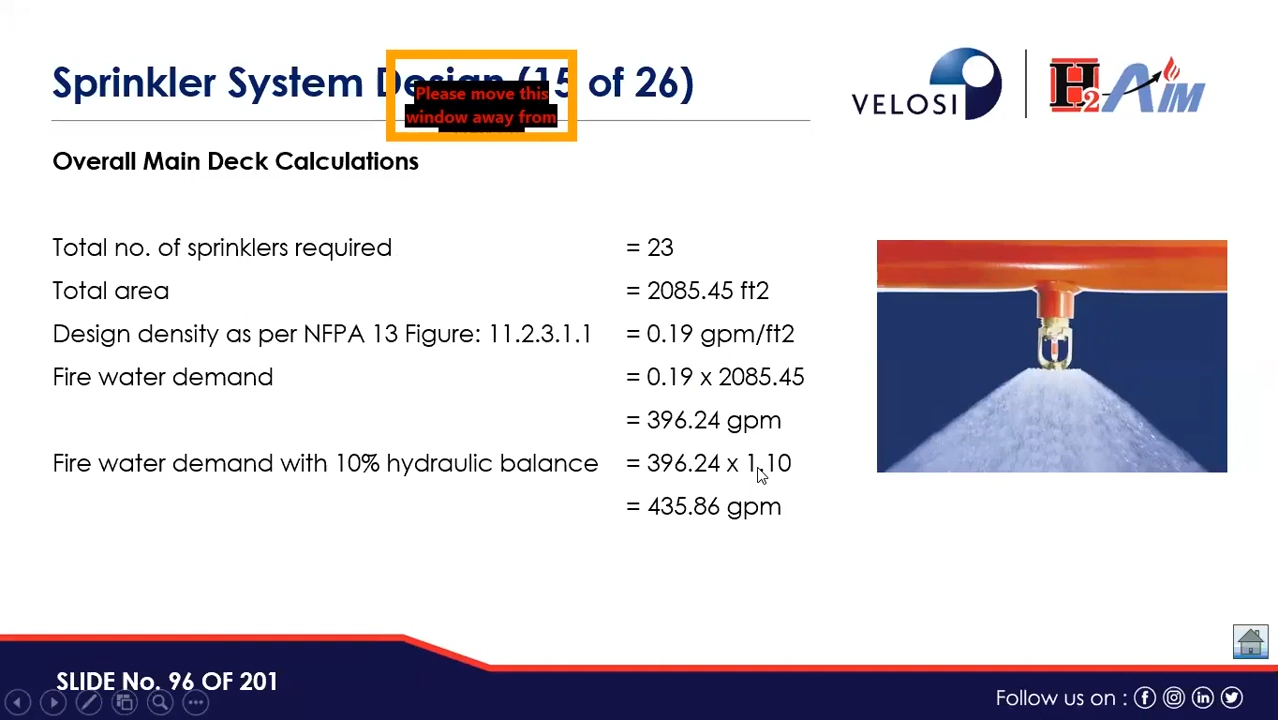 Sprinkler System Design (15 of 26)
Please move this
window away from
VELOSI
H2AIM
Overall Main Deck Calculations
Total no. of sprinklers required = 23
Total area = 2085.45 ft2
Design density as per NFPA 13 Figure: 11.2.3.1.1 = 0.19 gpm/ft2
Fire water demand = 0.19 x 2085.45
= 396.24 gpm
Fire water demand with 10% hydraulic balance = 396.24 x 1.10
= 435.86 gpm
SLIDE No. 96 OF 201
Follow us on :